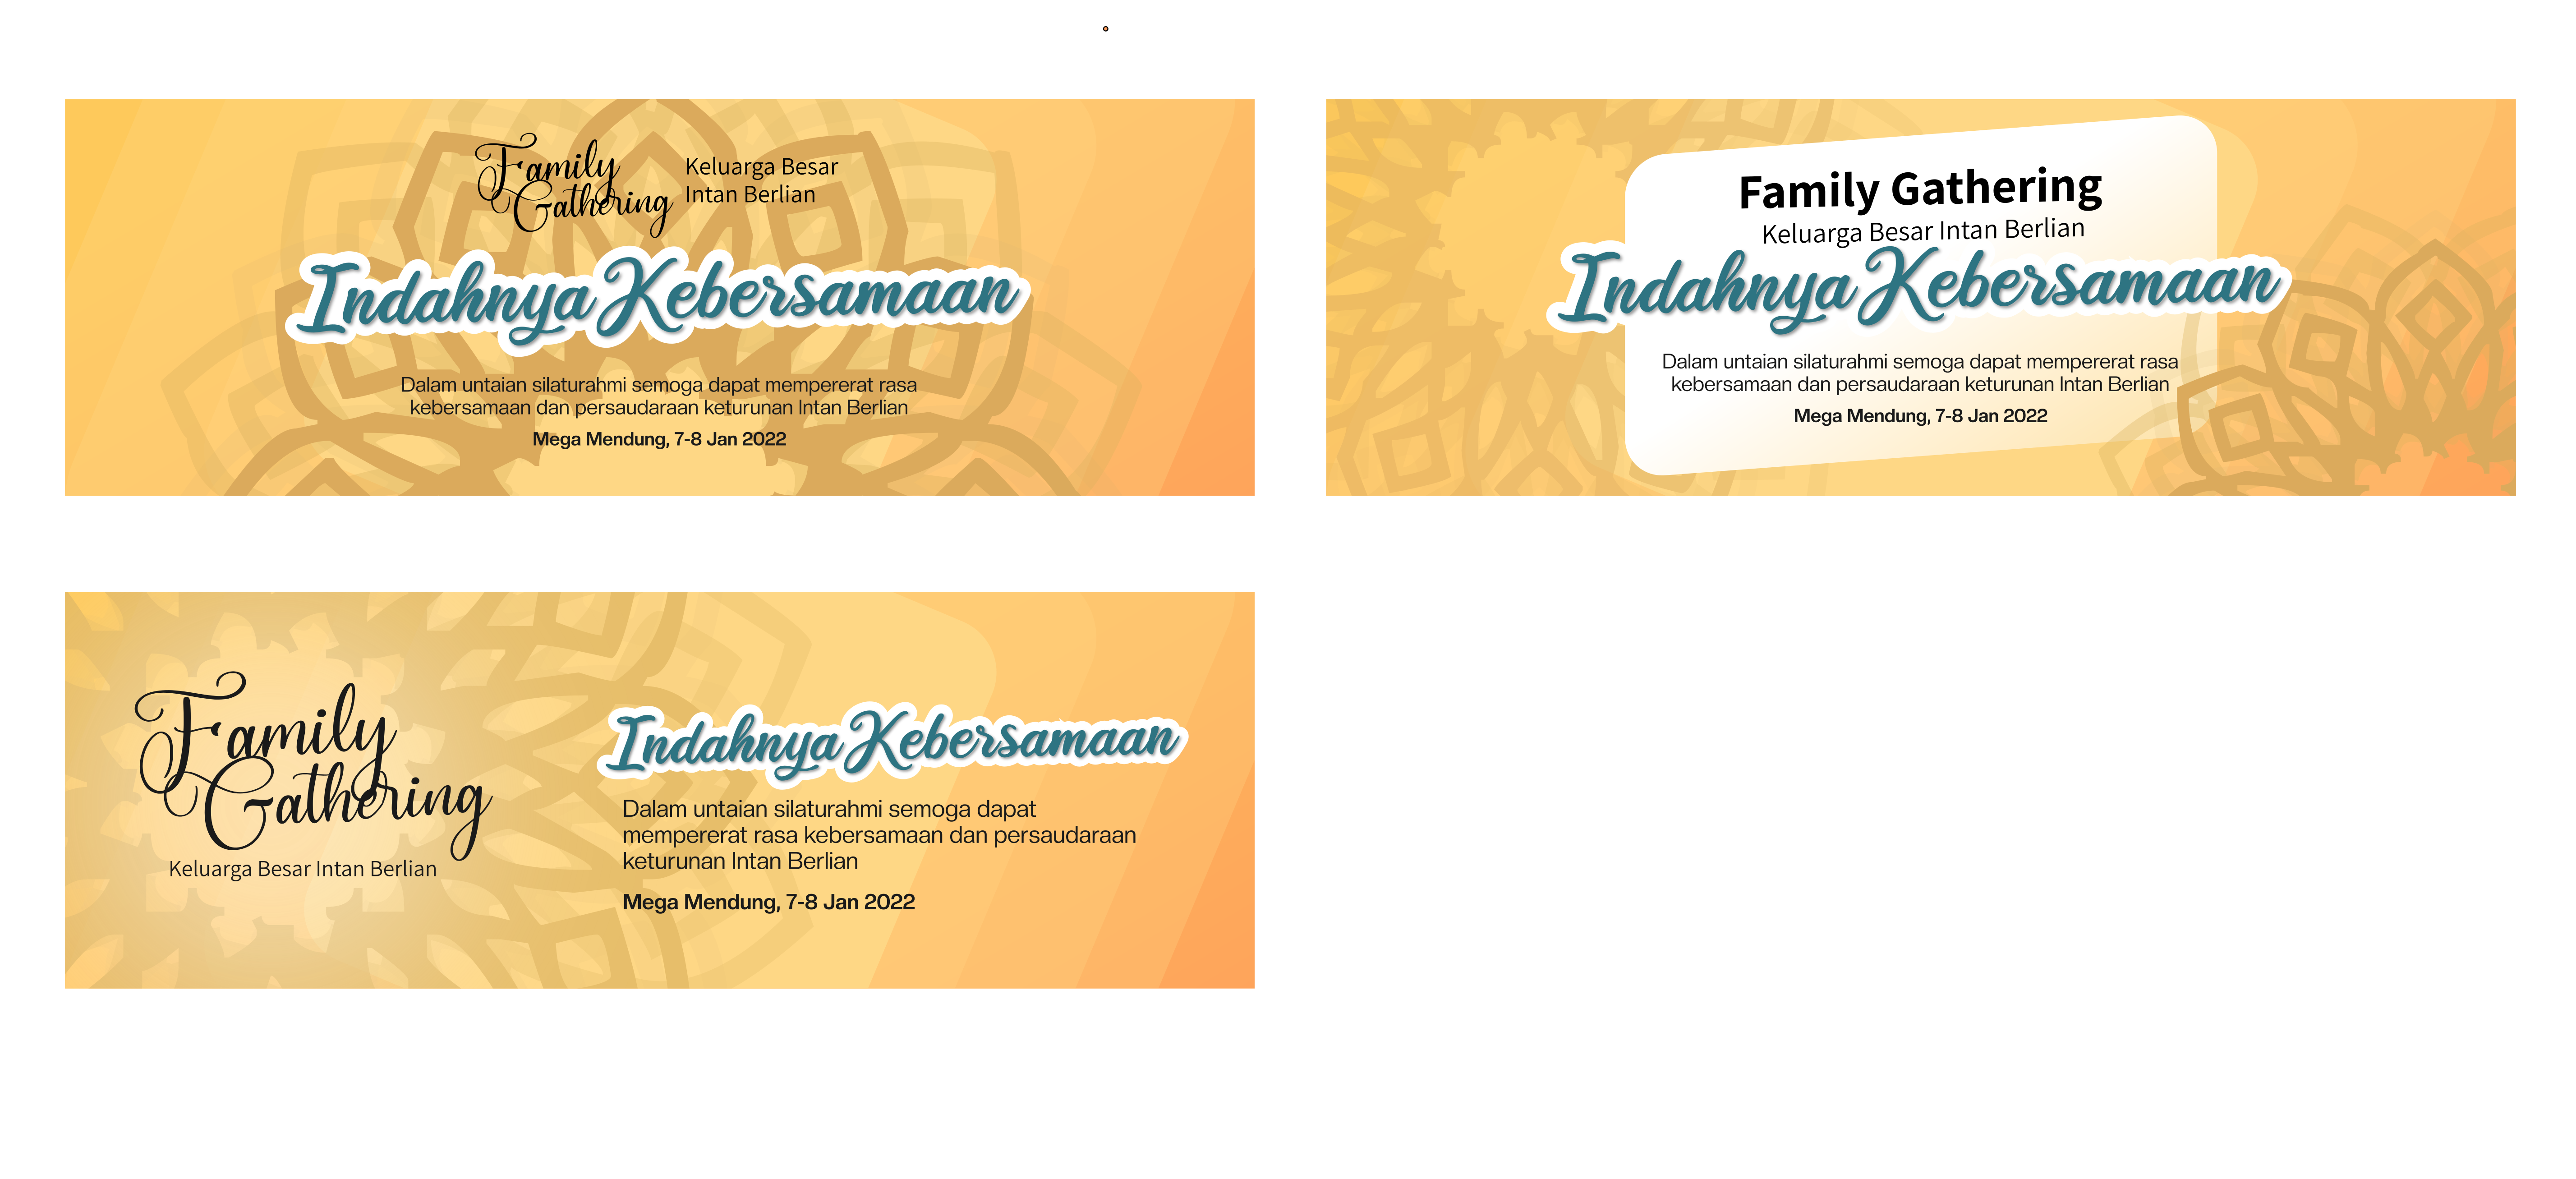 Family
Gathering
Keluarga Besar
Intan Berlian
Indahnya Kebersamaan
Dalam untaian silaturahmi semoga dapat mempererat rasa
kebersamaan dan persaudaraan keturunan Intan Berlian
Mega Mendung, 7-8 Jan 2022
Family Gathering
Keluarga Besar Intan Berlian
Indahnya Kebersamaan
Dalam untaian silaturahmi semoga dapat mempererat rasa
kebersamaan dan persaudaraan keturunan Intan Berlian
Mega Mendung, 7-8 Jan 2022
Family
Gathering
Keluarga Besar Intan Berlian
Indahnya Kebersamaan
Dalam untaian silaturahmi semoga dapat
mempererat rasa kebersamaan dan persaudaraan
keturunan Intan Berlian
Mega Mendung, 7-8 Jan 2022